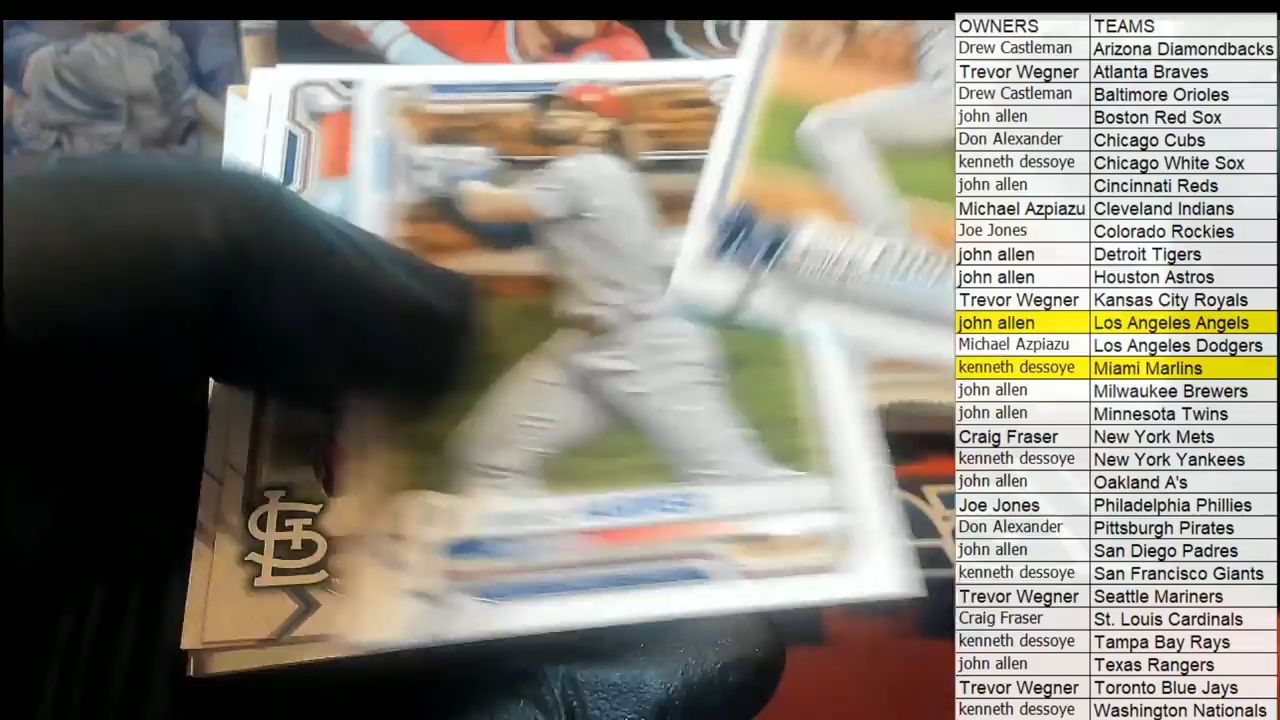 OWNERS TEAMS
Drew Castleman Arizona Diamondbacks
Trevor Wegner Atlanta Braves
Drew Castleman Baltimore Orioles
john allen Boston Red Sox
Don Alexander Chicago Cubs
kenneth dessoye Chicago White Sox
john allen Cincinnati Reds
Michael Azpiazu Cleveland Indians
Joe Jones Colorado Rockies
john allen Detroit Tigers
john allen Houston Astros
Trevor Wegner Kansas City Royals
john allen Los Angeles Angels
Michael Azpiazu Los Angeles Dodgers
kenneth dessoye Miami Marlins
john allen Milwaukee Brewers
john allen Minnesota Twins
Craig Fraser New York Mets
kenneth dessoye New York Yankees
john allen Oakland A's
Joe Jones Philadelphia Phillies
Don Alexander Pittsburgh Pirates
john allen San Diego Padres
kenneth dessoye San Francisco Giants
Trevor Wegner Seattle Mariners
Craig Fraser St. Louis Cardinals
kenneth dessoye Tampa Bay Rays
john allen Texas Rangers
Trevor Wegner Toronto Blue Jays
kenneth dessoye Washington Nationals
STL